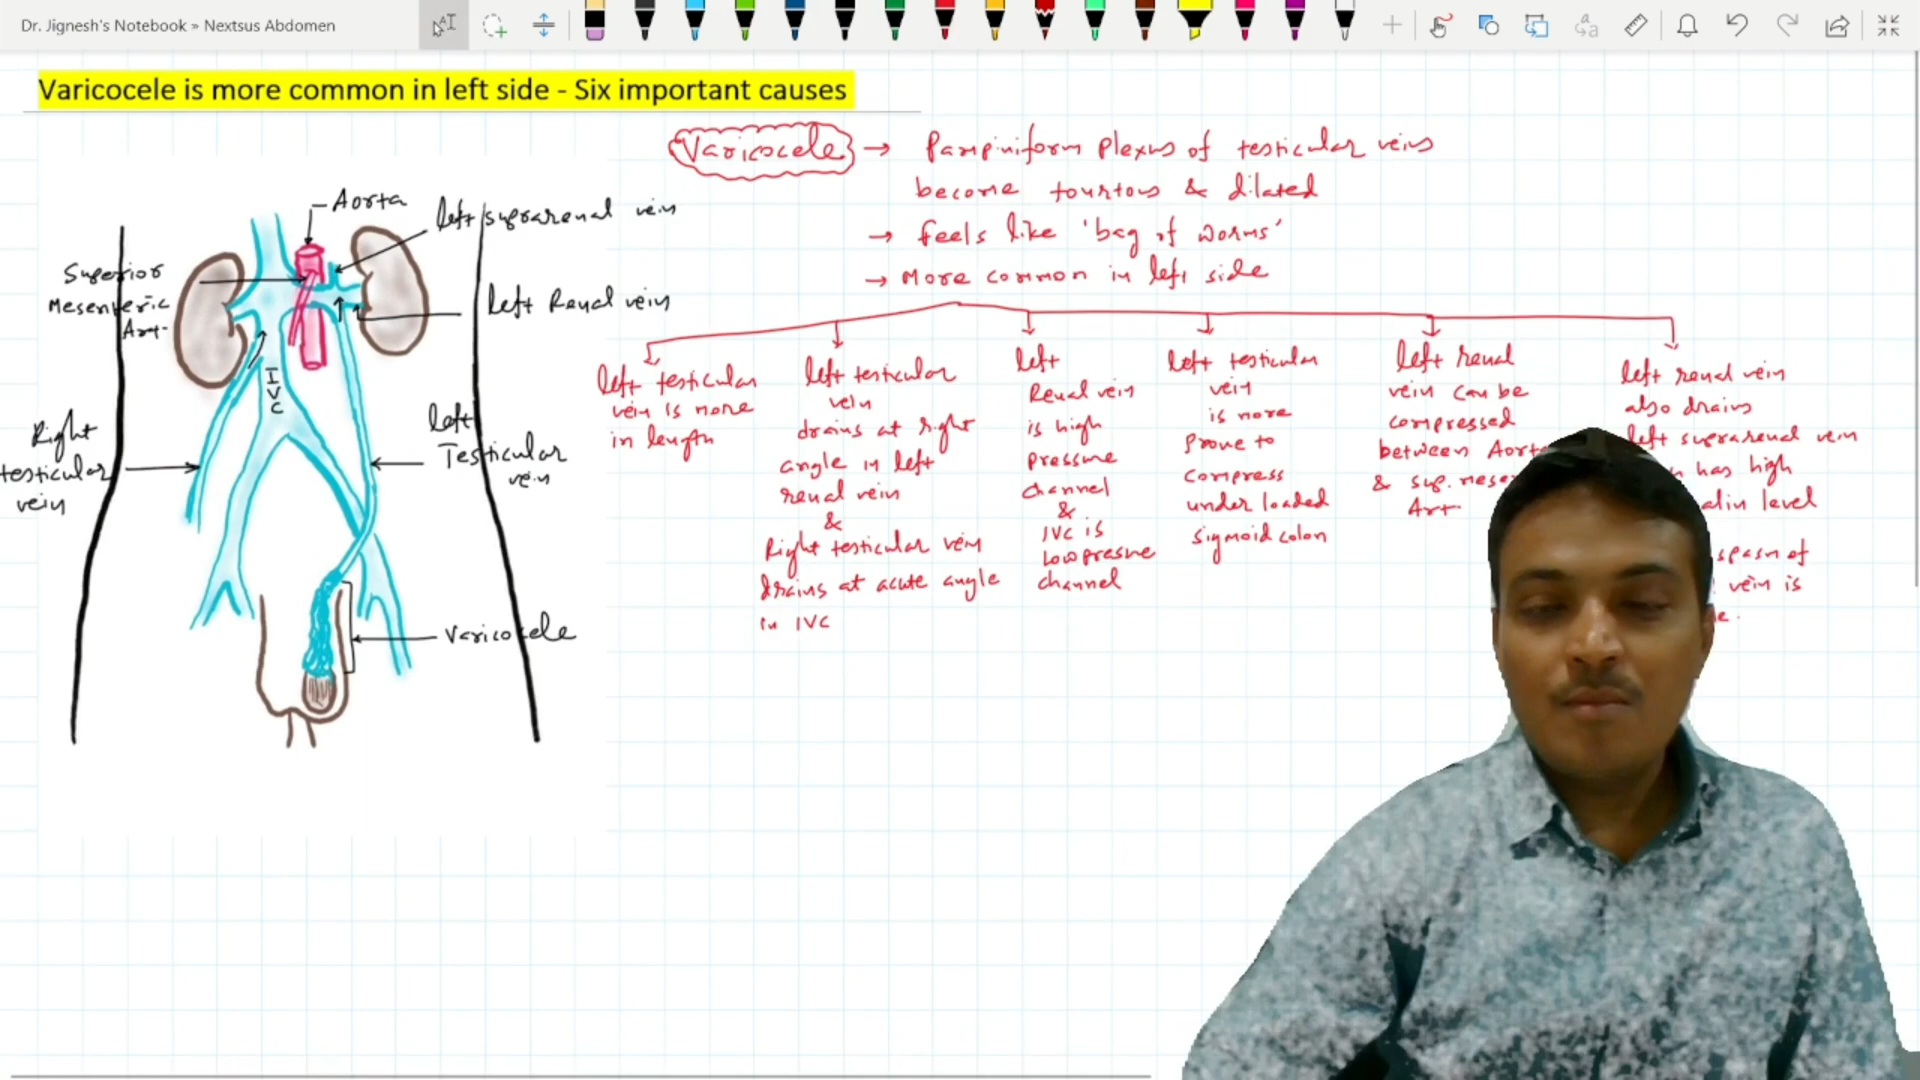 Dr. Jignesh's Notebook » Nextsus Abdomen
Varicocele is more common in left side - Six important causes
Aorta
left suprarenal vein
Superior
Mesenteric
Art.
left Renal vein
IVC
Right
testicular
vein
left
Testicular
vein
Varicocele
Varicocele → Pampiniform plexus of testicular veins
become & dilated
→ feels like 'bag of worms'
→ More common in left side
left testicular
vein is more
in length
left testicular
vein
drains at right
angle in left
renal vein
&
Right testicular vein
drains at acute angle
in IVC
left
Renal vein
is high
pressure
channel
&
IVC is
channel
left testicular
vein
is more
prone to
compress
under loaded
sigmoid colon
left renal
vein can be
compressed
between Aorta
& sup. mese
Art.
left renal vein
also drains
left suprarenal vein
has high
alin level
spasm of
vein is